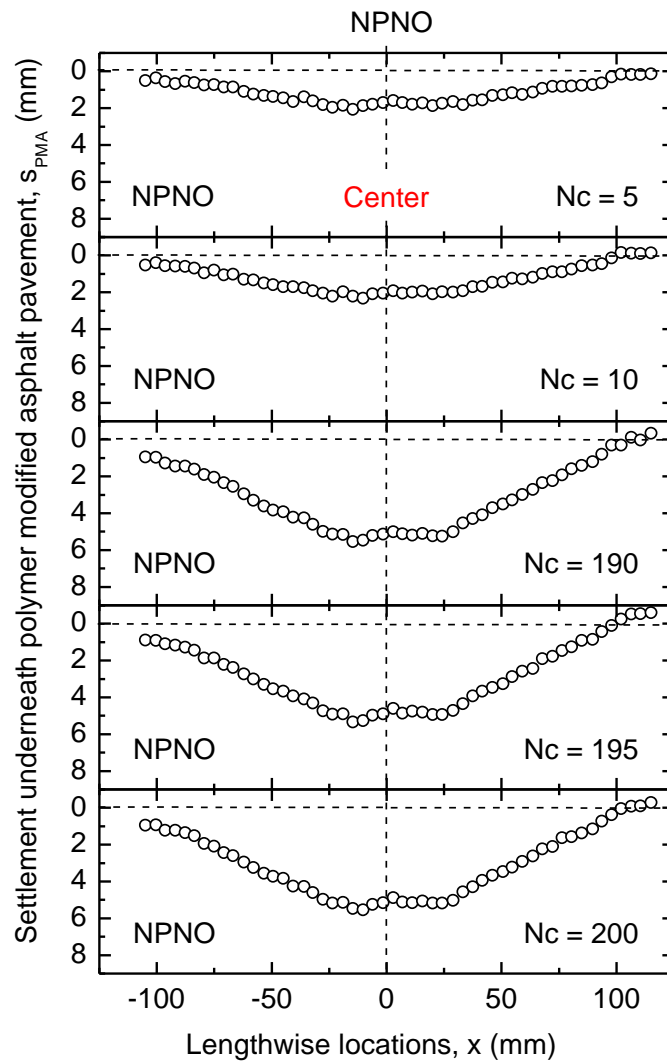 NPNO
Settlement underneath polymer modified asphalt pavement, s_PMA (mm)
0
2
4
6
8
NPNO
Center
Nc = 5
0
2
4
6
8
NPNO
Nc = 10
0
2
4
6
8
NPNO
Nc = 190
0
2
4
6
8
NPNO
Nc = 195
0
2
4
6
8
NPNO
Nc = 200
-100 -50 0 50 100
Lengthwise locations, x (mm)